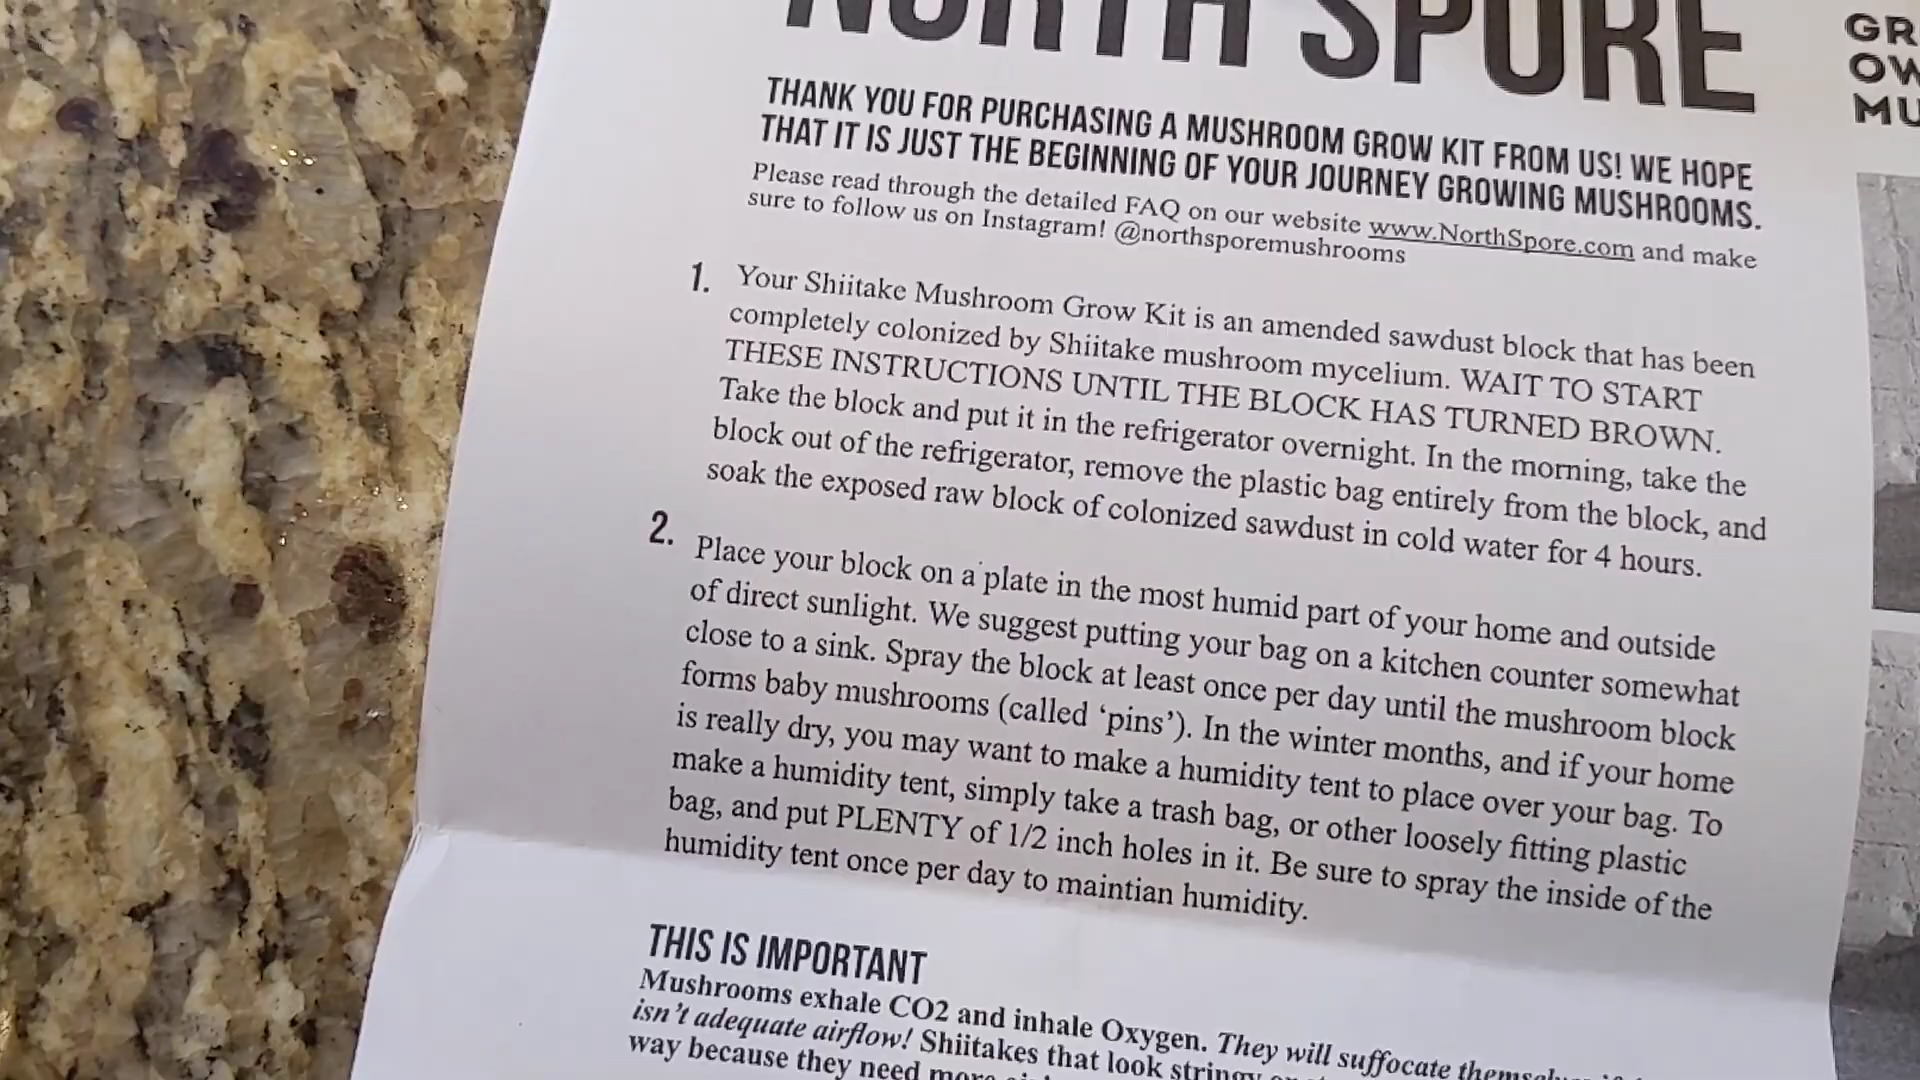 NORTH SPORE
THANK YOU FOR PURCHASING A MUSHROOM GROW KIT FROM US! WE HOPE
THAT IT IS JUST THE BEGINNING OF YOUR JOURNEY GROWING MUSHROOMS.
Please read through the detailed FAQ on our website www.NorthSpore.com and make
sure to follow us on Instagram! @northsporemushrooms
1. Your Shiitake Mushroom Grow Kit is an amended sawdust block that has been
completely colonized by Shiitake mushroom mycelium. WAIT TO START
THESE INSTRUCTIONS UNTIL THE BLOCK HAS TURNED BROWN.
Take the block and put it in the refrigerator overnight. In the morning, take the
block out of the refrigerator, remove the plastic bag entirely from the block, and
soak the exposed raw block of colonized sawdust in cold water for 4 hours.
2. Place your block on a plate in the most humid part of your home and outside
of direct sunlight. We suggest putting your bag on a kitchen counter somewhat
close to a sink. Spray the block at least once per day until the mushroom block
forms baby mushrooms (called ‘pins’). In the winter months, and if your home
is really dry, you may want to make a humidity tent to place over your bag. To
make a humidity tent, simply take a trash bag, or other loosely fitting plastic
bag, and put PLENTY of 1/2 inch holes in it. Be sure to spray the inside of the
humidity tent once per day to maintian humidity.
THIS IS IMPORTANT
Mushrooms exhale CO2 and inhale Oxygen. They will suffocate
isn’t adequate airflow! Shiitakes that look stringy
way because they need more
GR
OW
MU